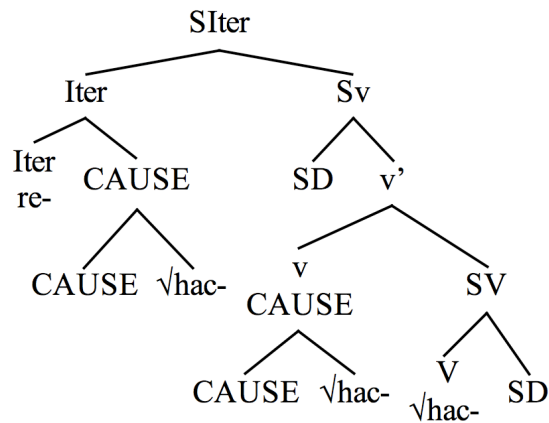 SIter
Iter Sv
Iter CAUSE SD v’
re-
CAUSE √hac- v SV
CAUSE
CAUSE √hac- V SD
√hac-